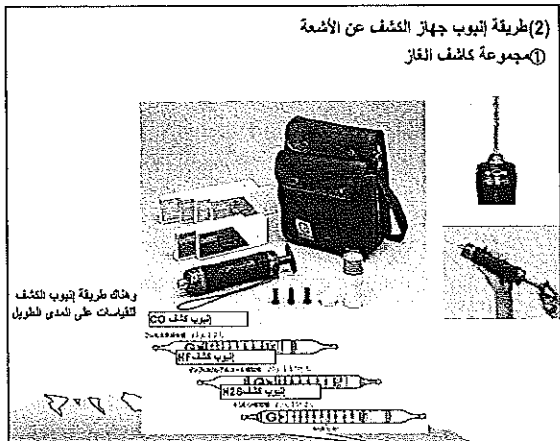 (2)طريقة إنبوب جهاز الكشف عن الأشعة
①مجموعة كاشف الغاز
وهناك طريقة إنبوب الكشف
للقياسات على المدى الطويل
إنبوب كشف CO
إنبوب كشف HF
إنبوب كشف H2S